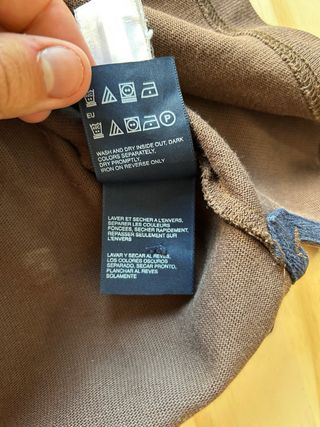 EU
P
WASH AND DRY INSIDE OUT, DARK
COLORS SEPARATELY.
DRY PROMPTLY.
IRON ON REVERSE ONLY
LAVER ET SECHER A L'ENVERS,
SEPARER LES COULEURS
FONCEES, SECHER RAPIDEMENT,
REPASSER SEULEMENT SUR
L'ENVERS
LAVAR Y SECAR AL REVES,
LOS COLORES OSCUROS
SEPARADO, SECAR PRONTO,
PLANCHAR AL REVES
SOLAMENTE